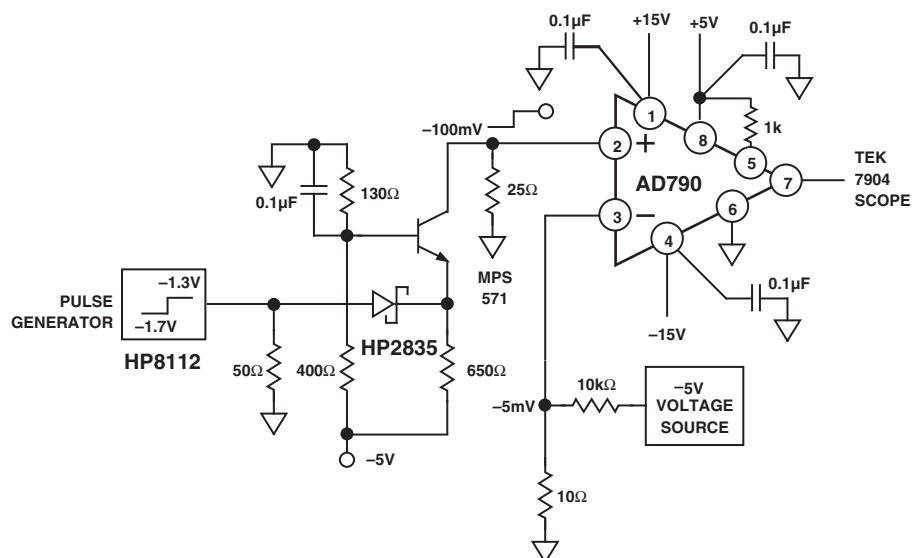 0.1µF
+15V
+5V
0.1µF
–100mV
1
8
1k
5
2
+
AD790
7
TEK
7904
SCOPE
0.1µF
130Ω
25Ω
3
–
6
4
MPS
571
0.1µF
–15V
PULSE
GENERATOR
–1.3V
–1.7V
HP8112
HP2835
50Ω
400Ω
650Ω
–5mV
10kΩ
–5V
VOLTAGE
SOURCE
–5V
10Ω